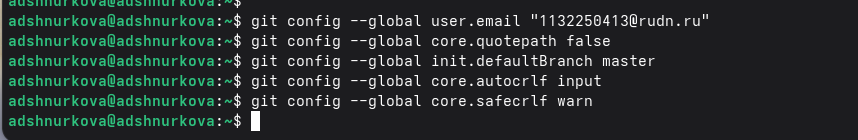 adshnurkova@adshnurkova:~$
adshnurkova@adshnurkova:~$ git config --global user.email "1132250413@rudn.ru"
adshnurkova@adshnurkova:~$ git config --global core.quotepath false
adshnurkova@adshnurkova:~$ git config --global init.defaultBranch master
adshnurkova@adshnurkova:~$ git config --global core.autocrlf input
adshnurkova@adshnurkova:~$ git config --global core.safecrlf warn
adshnurkova@adshnurkova:~$